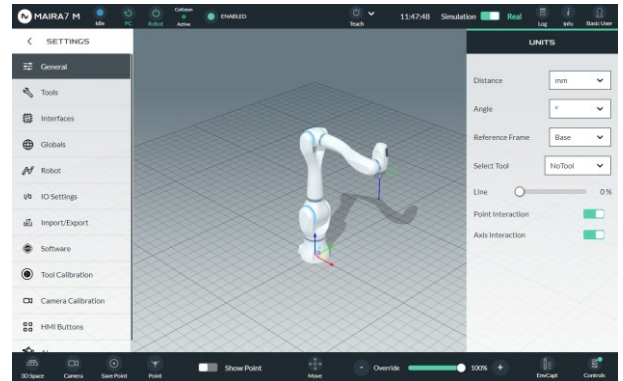 MAIRA7 M
Idle
PC
Robot
Collision
Active
ENABLED
Teach
11:47:48
Simulation
Real
Log
Info
Basic User
SETTINGS
General
Tools
Interfaces
Globals
Robot
I/O
IO Settings
Import/Export
Software
Tool Calibration
Camera Calibration
HMI Buttons
UNITS
Distance
mm
Angle
°
Reference Frame
Base
Select Tool
NoTool
Line
0 %
Point Interaction
Axis Interaction
3D Space
Camera
Save Point
Point
Show Point
Move
- Override
100% +
EnvCapt
Controls